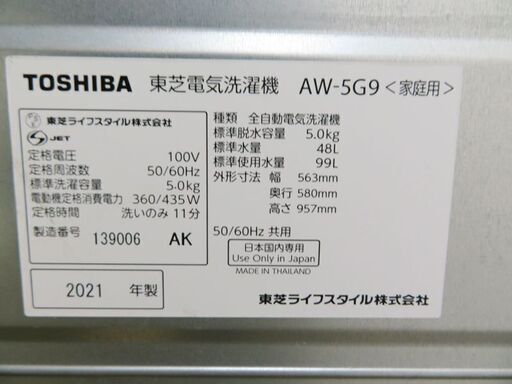 TOSHIBA 東芝電気洗濯機 AW-5G9<家庭用>
東芝ライフスタイル株式会社
S JET
定格電圧 100V
定格周波数 50/60Hz
標準洗濯容量 5.0kg
電動機定格消費電力 360/435W
定格時間 洗いのみ 11分
製造番号 139006 AK
2021 年製
種類 全自動電気洗濯機
標準脱水容量 5.0kg
標準水量 48L
標準使用水量 99L
外形寸法 幅 563mm
奥行 580mm
高さ 957mm
50/60Hz 共用
日本国内専用
Use Only in Japan
MADE IN THAILAND
東芝ライフスタイル株式会社